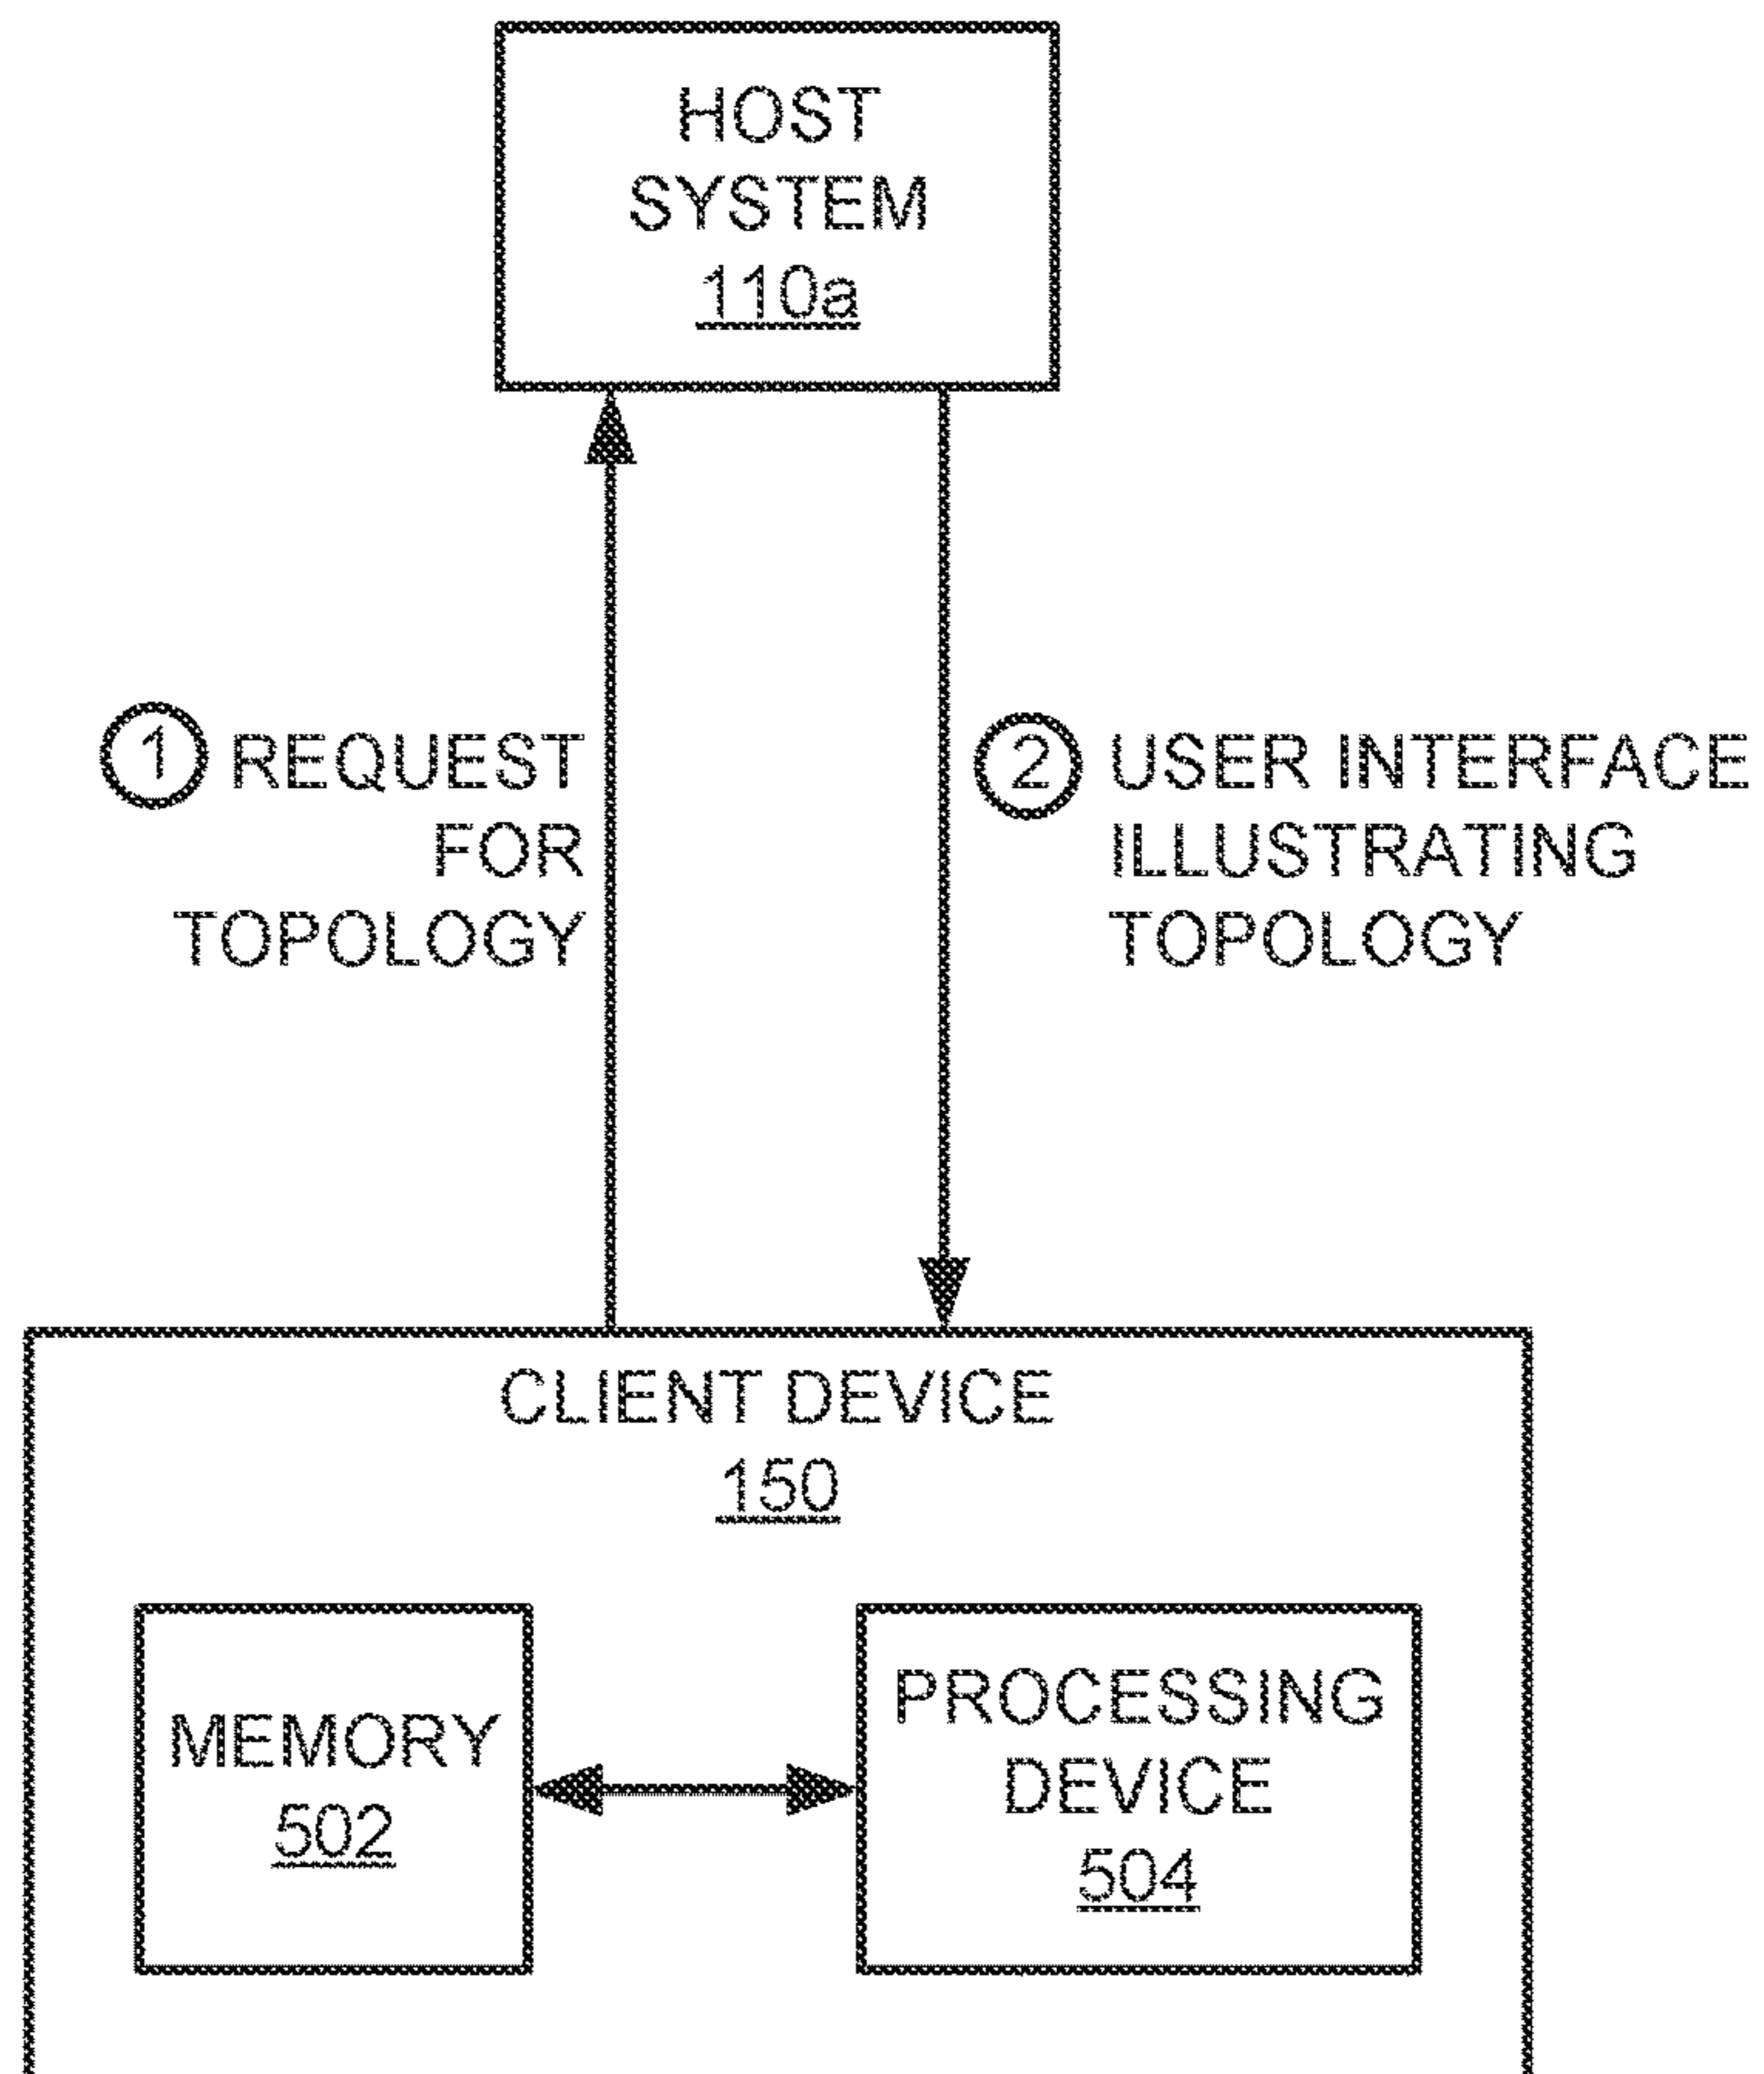 HOST
SYSTEM
110a
1 REQUEST
FOR
TOPOLOGY
2 USER INTERFACE
ILLUSTRATING
TOPOLOGY
CLIENT DEVICE
150
MEMORY
502
PROCESSING
DEVICE
504